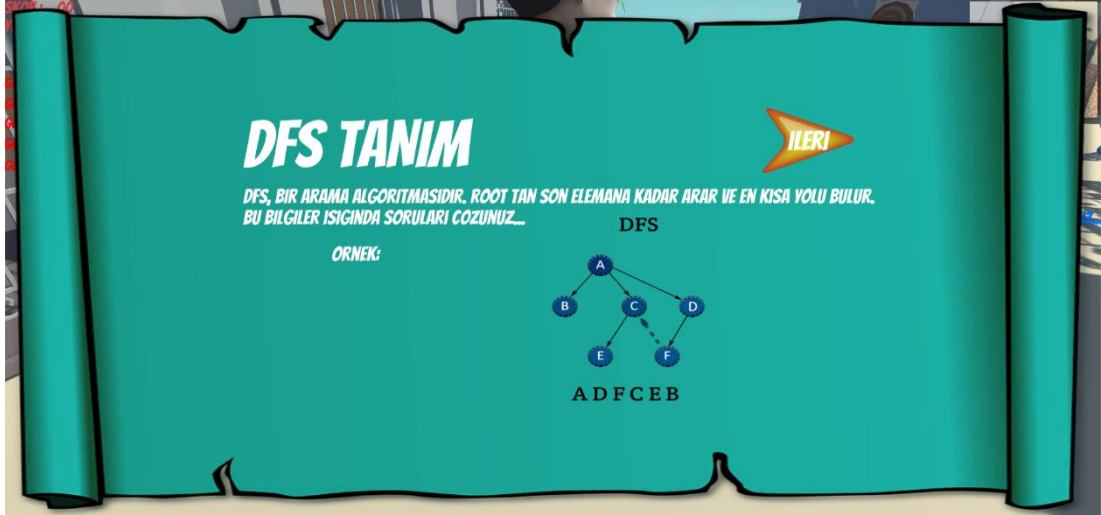 DFS TANIM
ILERI
DFS, BIR ARAMA ALGORITMASIDIR. ROOT TAN SON ELEMANA KADAR ARAR VE EN KISA YOLU BULUR.
BU BILGILER ISIGINDA SORULARI COZUNUZ...
DFS
ORNEK:
A
B C D
E F
A D F C E B